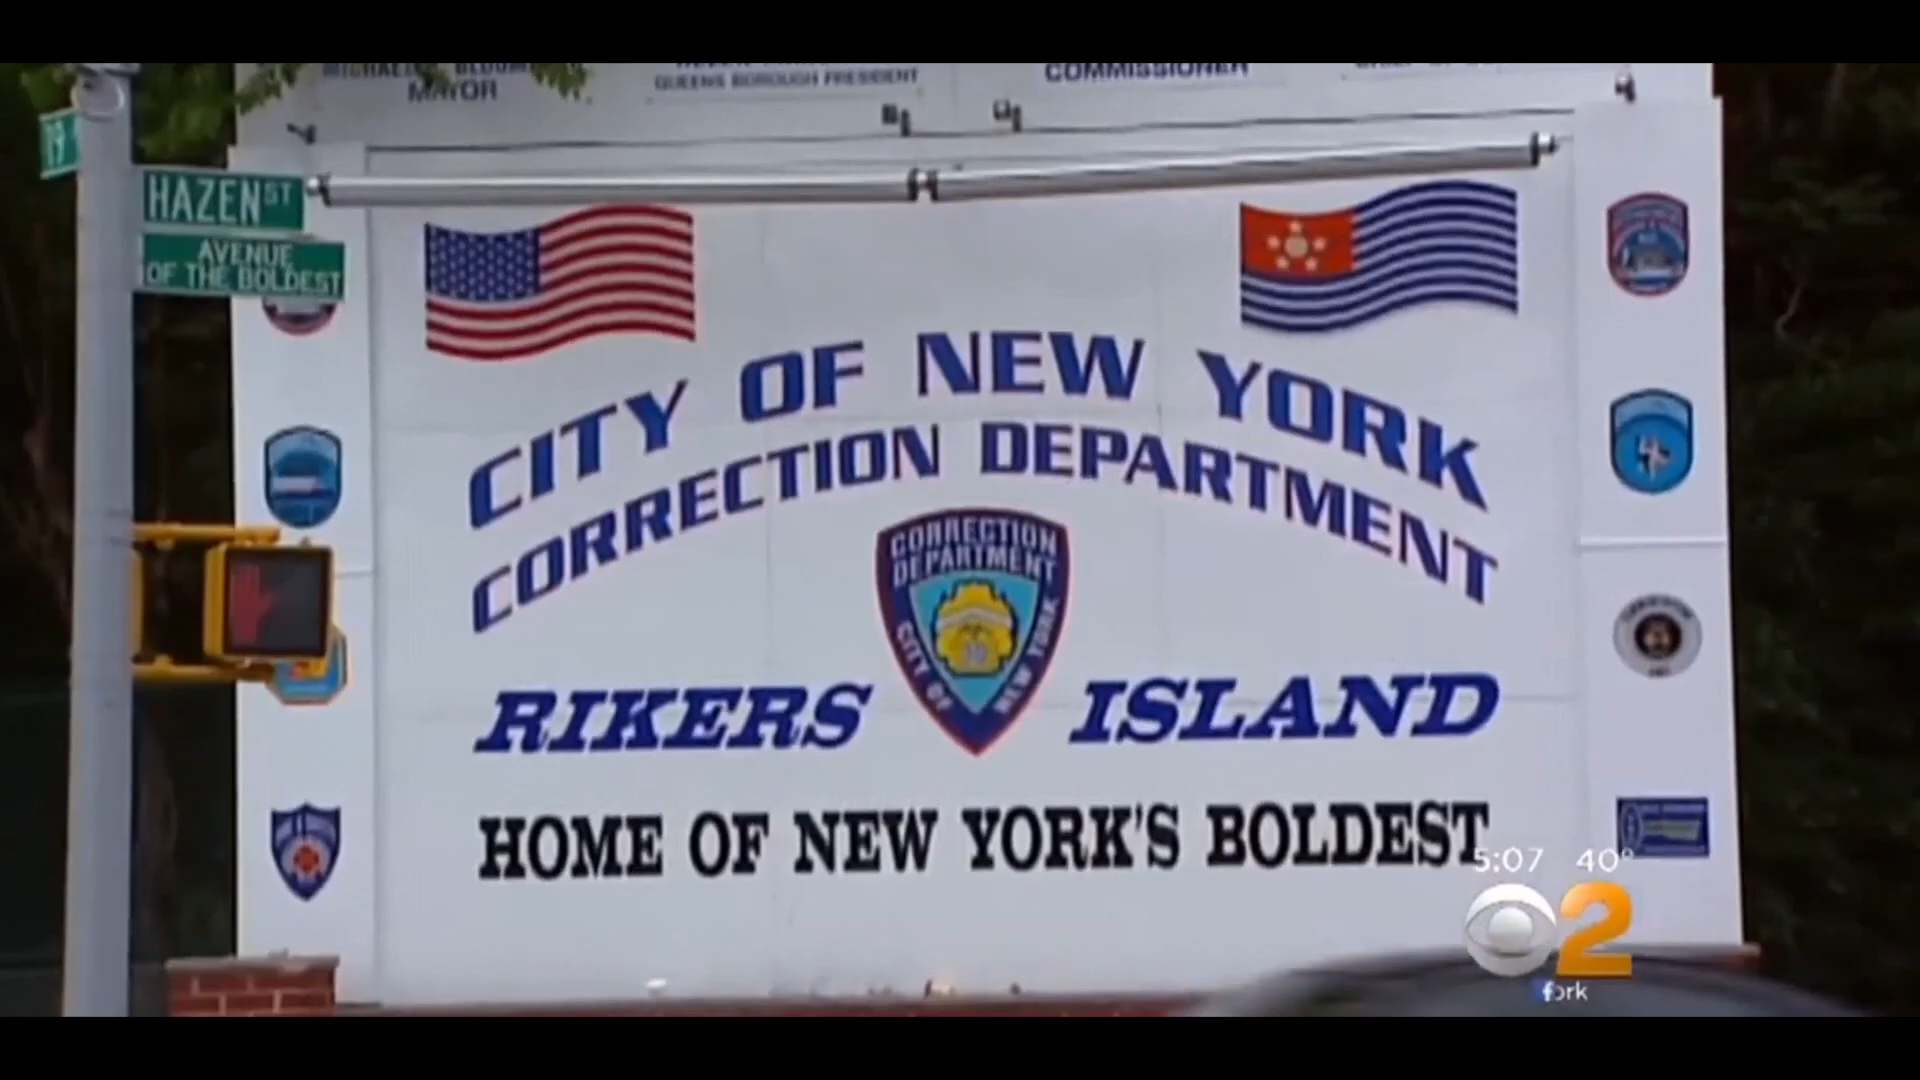 MAYOR
QUEENS BOROUGH PRESIDENT
COMMISSIONER
19
HAZEN ST
AVENUE
OF THE BOLDEST
CITY OF NEW YORK
CORRECTION DEPARTMENT
CORRECTION
DEPARTMENT
CITY OF NEW YORK
RIKERS ISLAND
HOME OF NEW YORK'S BOLDEST
5:07 40°
2